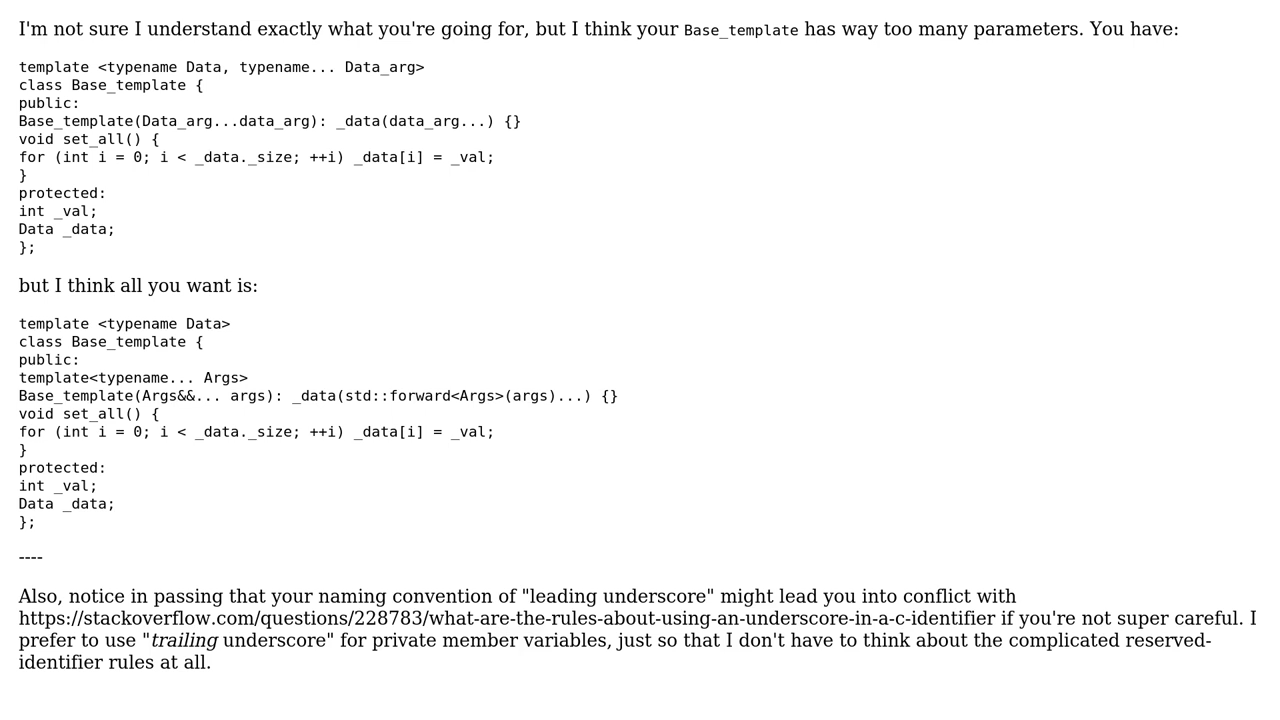 I'm not sure I understand exactly what you're going for, but I think your Base_template has way too many parameters. You have:
template <typename Data, typename... Data_arg>
class Base_template {
public:
Base_template(Data_arg...data_arg): _data(data_arg...) {}
void set_all() {
for (int i = 0; i < _data._size; ++i) _data[i] = _val;
}
protected:
int _val;
Data _data;
};
but I think all you want is:
template <typename Data>
class Base_template {
public:
template<typename... Args>
Base_template(Args&&... args): _data(std::forward<Args>(args)...) {}
void set_all() {
for (int i = 0; i < _data._size; ++i) _data[i] = _val;
}
protected:
int _val;
Data _data;
};
----
Also, notice in passing that your naming convention of "leading underscore" might lead you into conflict with
https://stackoverflow.com/questions/228783/what-are-the-rules-about-using-an-underscore-in-a-c-identifier if you're not super careful. I
prefer to use "trailing underscore" for private member variables, just so that I don't have to think about the complicated reserved-
identifier rules at all.